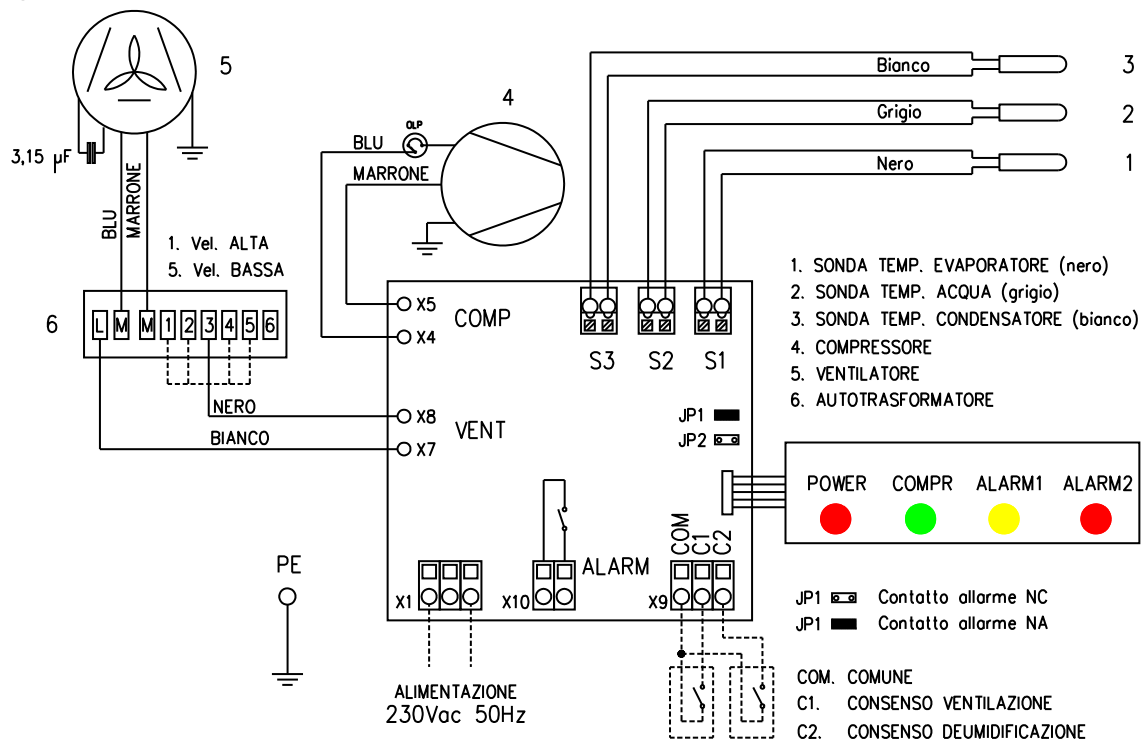 5
3,15 µF
BLU
MARRONE
1. Vel. ALTA
5. Vel. BASSA
6
L M M 1 2 3 4 5 6
NERO
BIANCO
4
OLP
BLU
MARRONE
Bianco
3
Grigio
2
Nero
1
X5
X4
COMP
X8
X7
VENT
S3
S2
S1
JP1
JP2
1. SONDA TEMP. EVAPORATORE (nero)
2. SONDA TEMP. ACQUA (grigio)
3. SONDA TEMP. CONDENSATORE (bianco)
4. COMPRESSORE
5. VENTILATORE
6. AUTOTRASFORMATORE
POWER
COMPR
ALARM1
ALARM2
PE
X1
X10
ALARM
X9
COM
C1
C2
ALIMENTAZIONE
230Vac 50Hz
JP1 Contatto allarme NC
JP1 Contatto allarme NA
COM. COMUNE
C1. CONSENSO VENTILAZIONE
C2. CONSENSO DEUMIDIFICAZIONE